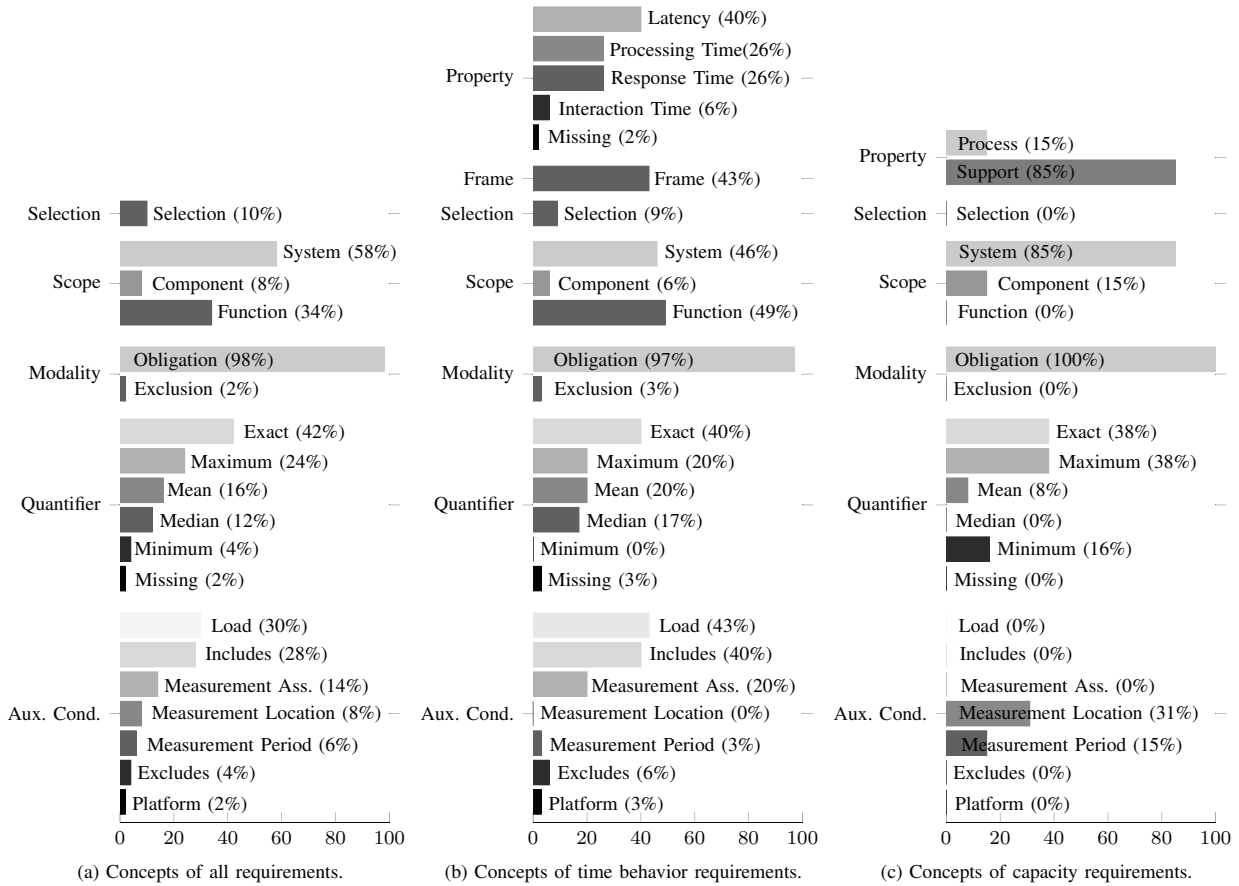 Selection
Selection (10%)
Scope
System (58%)
Component (8%)
Function (34%)
Modality
Obligation (98%)
Exclusion (2%)
Quantifier
Exact (42%)
Maximum (24%)
Mean (16%)
Median (12%)
Minimum (4%)
Missing (2%)
Aux. Cond.
Load (30%)
Includes (28%)
Measurement Ass. (14%)
Measurement Location (8%)
Measurement Period (6%)
Excludes (4%)
Platform (2%)
0 20 40 60 80 100
(a) Concepts of all requirements.
Property
Latency (40%)
Processing Time(26%)
Response Time (26%)
Interaction Time (6%)
Missing (2%)
Frame
Frame (43%)
Selection
Selection (9%)
Scope
System (46%)
Component (6%)
Function (49%)
Modality
Obligation (97%)
Exclusion (3%)
Quantifier
Exact (40%)
Maximum (20%)
Mean (20%)
Median (17%)
Minimum (0%)
Missing (3%)
Aux. Cond.
Load (43%)
Includes (40%)
Measurement Ass. (20%)
Measurement Location (0%)
Measurement Period (3%)
Excludes (6%)
Platform (3%)
0 20 40 60 80 100
(b) Concepts of time behavior requirements.
Property
Process (15%)
Support (85%)
Selection
Selection (0%)
Scope
System (85%)
Component (15%)
Function (0%)
Modality
Obligation (100%)
Exclusion (0%)
Quantifier
Exact (38%)
Maximum (38%)
Mean (8%)
Median (0%)
Minimum (16%)
Missing (0%)
Aux. Cond.
Load (0%)
Includes (0%)
Measurement Ass. (0%)
Measurement Location (31%)
Measurement Period (15%)
Excludes (0%)
Platform (0%)
0 20 40 60 80 100
(c) Concepts of capacity requirements.